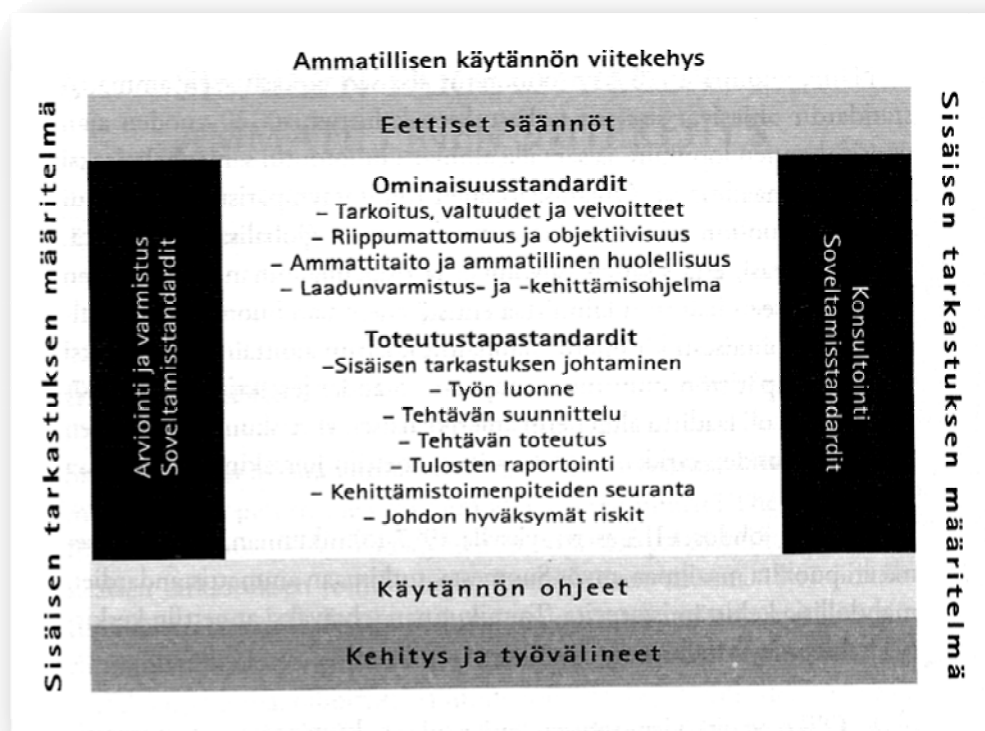 Ammatillisen käytännön viitekehys
Sisäisen tarkastuksen määritelmä
Eettiset säännöt
Arviointi ja varmistus
Soveltamisstandardit
Ominaisuusstandardit
– Tarkoitus, valtuudet ja velvoitteet
– Riippumattomuus ja objektiivisuus
– Ammattitaito ja ammatillinen huolellisuus
– Laadunvarmistus- ja -kehittämisohjelma
Toteutustapastandardit
–Sisäisen tarkastuksen johtaminen
– Työn luonne
– Tehtävän suunnittelu
– Tehtävän toteutus
– Tulosten raportointi
– Kehittämistoimenpiteiden seuranta
– Johdon hyväksymät riskit
Konsultointi
Soveltamisstandardit
Käytännön ohjeet
Kehitys ja työvälineet
Sisäisen tarkastuksen määritelmä